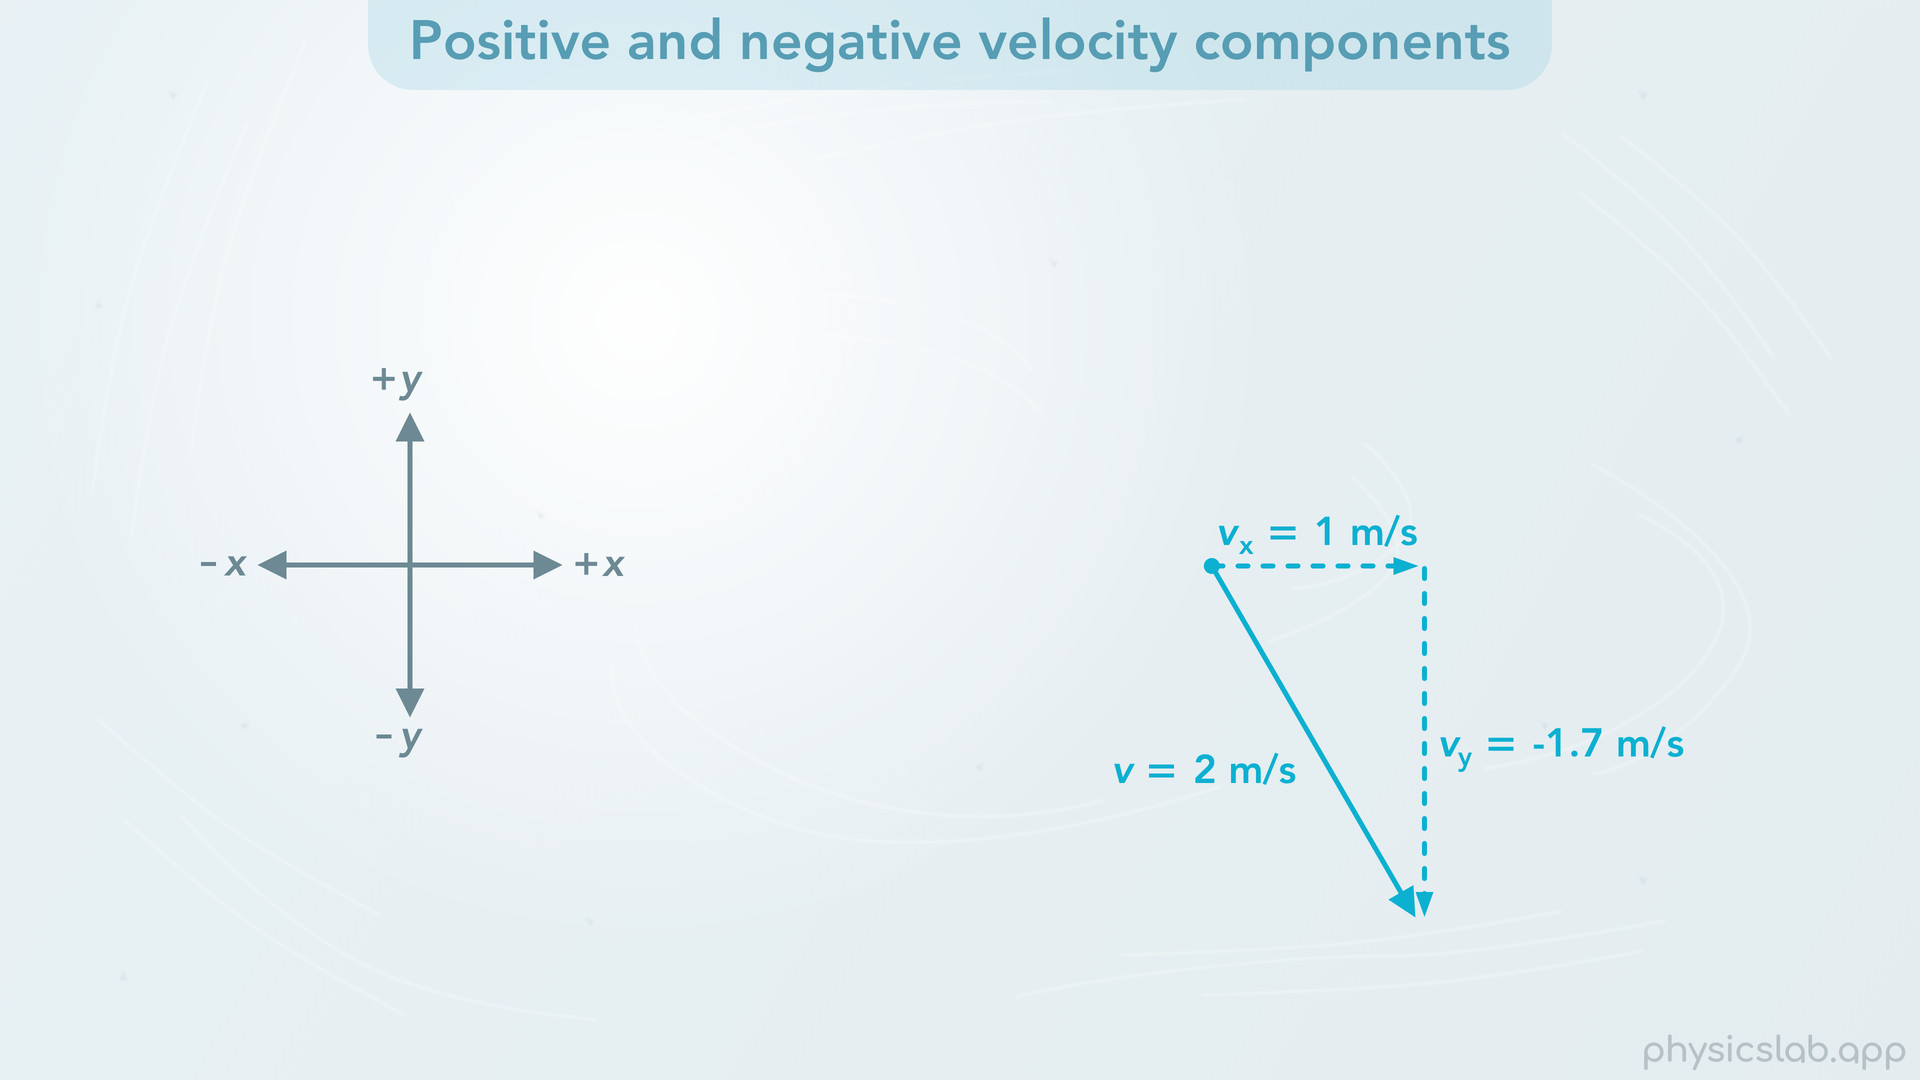 Positive and negative velocity components
+y
-x
+x
-y
vx = 1 m/s
vy = -1.7 m/s
v = 2 m/s
physicslab.app